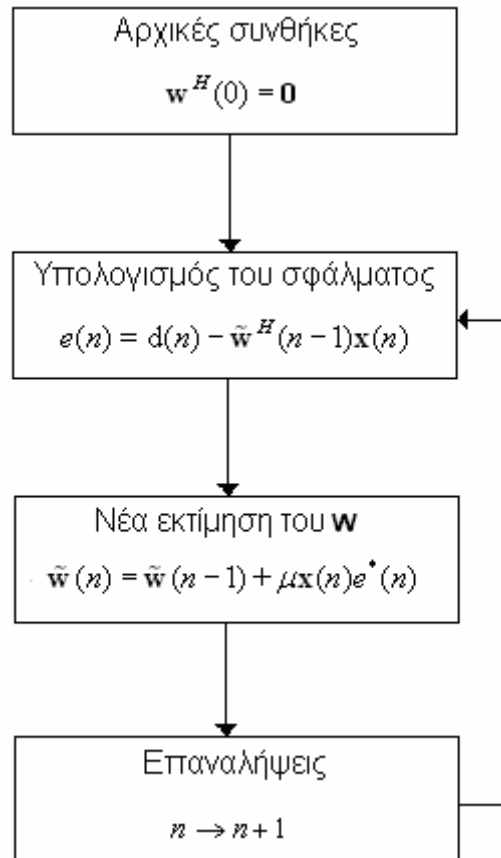 Αρχικές συνθήκες
𝐰^H(0) = 𝟎
Υπολογισμός του σφάλματος
e(n) = d(n) − w̃^H(n−1)x(n)
Νέα εκτίμηση του w
w̃(n) = w̃(n−1) + μx(n)e^*(n)
Επαναλήψεις
n → n+1